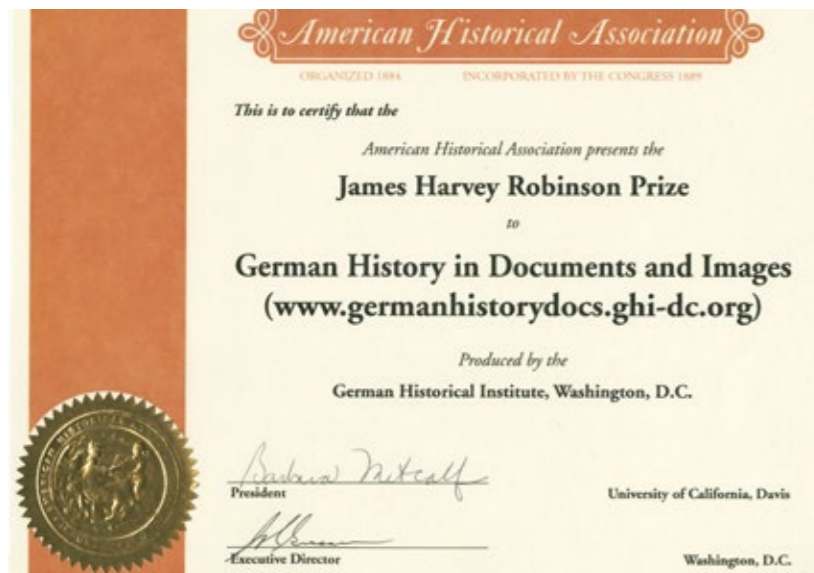 American Historical Association
ORGANIZED 1884 INCORPORATED BY THE CONGRESS 1889
This is to certify that the
American Historical Association presents the
James Harvey Robinson Prize
to
German History in Documents and Images
(www.germanhistorydocs.ghi-dc.org)
Produced by the
German Historical Institute, Washington, D.C.
Barbara Metcalf
President University of California, Davis
Executive Director Washington, D.C.